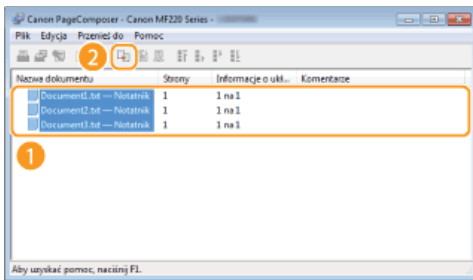 Canon PageComposer - Canon MF220 Series -
Plik Edycja Przenieś do Pomoc
2
Nazwa dokumentu Strony Informacje o ukł... Komentarze
Document1.txt — Notatnik 1 1 na 1
Document2.txt — Notatnik 1 1 na 1
Document3.txt — Notatnik 1 1 na 1
1
Aby uzyskać pomoc, naciśnij F1.